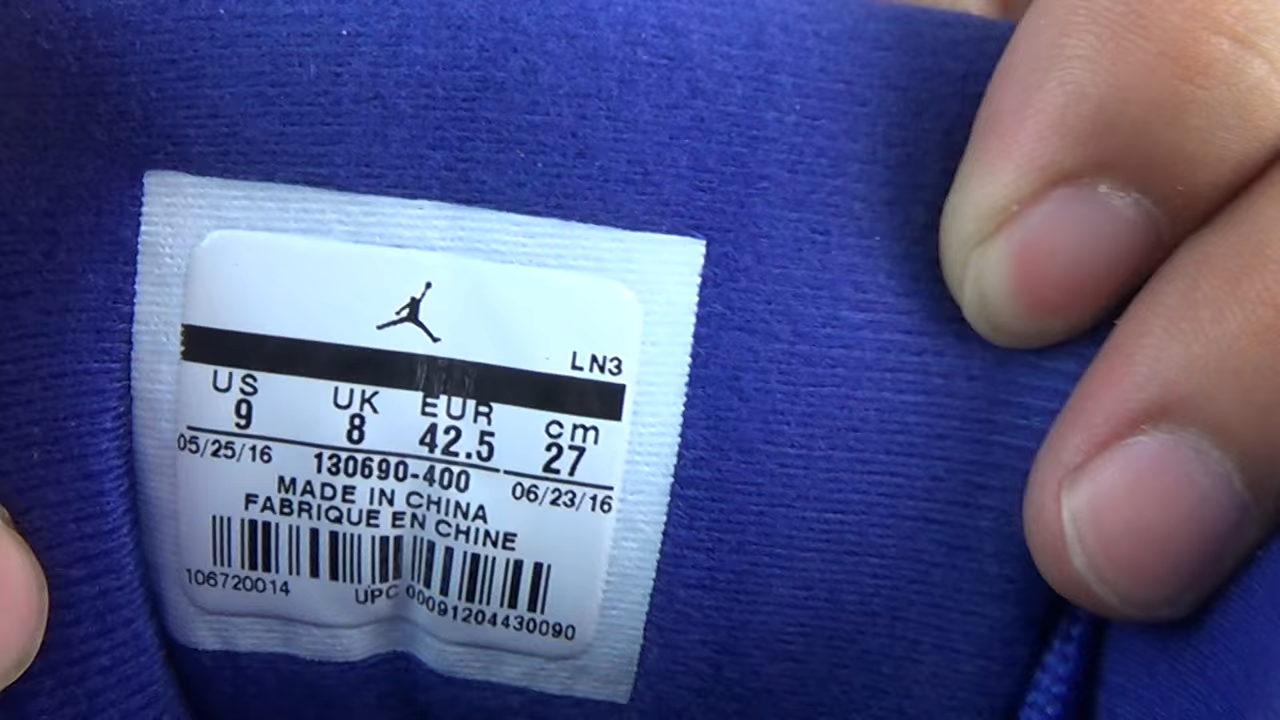 LN3
US UK EUR cm
9 8 42.5 27
05/25/16 130690-400 06/23/16
MADE IN CHINA
FABRIQUE EN CHINE
106720014 UPC 00091204430090